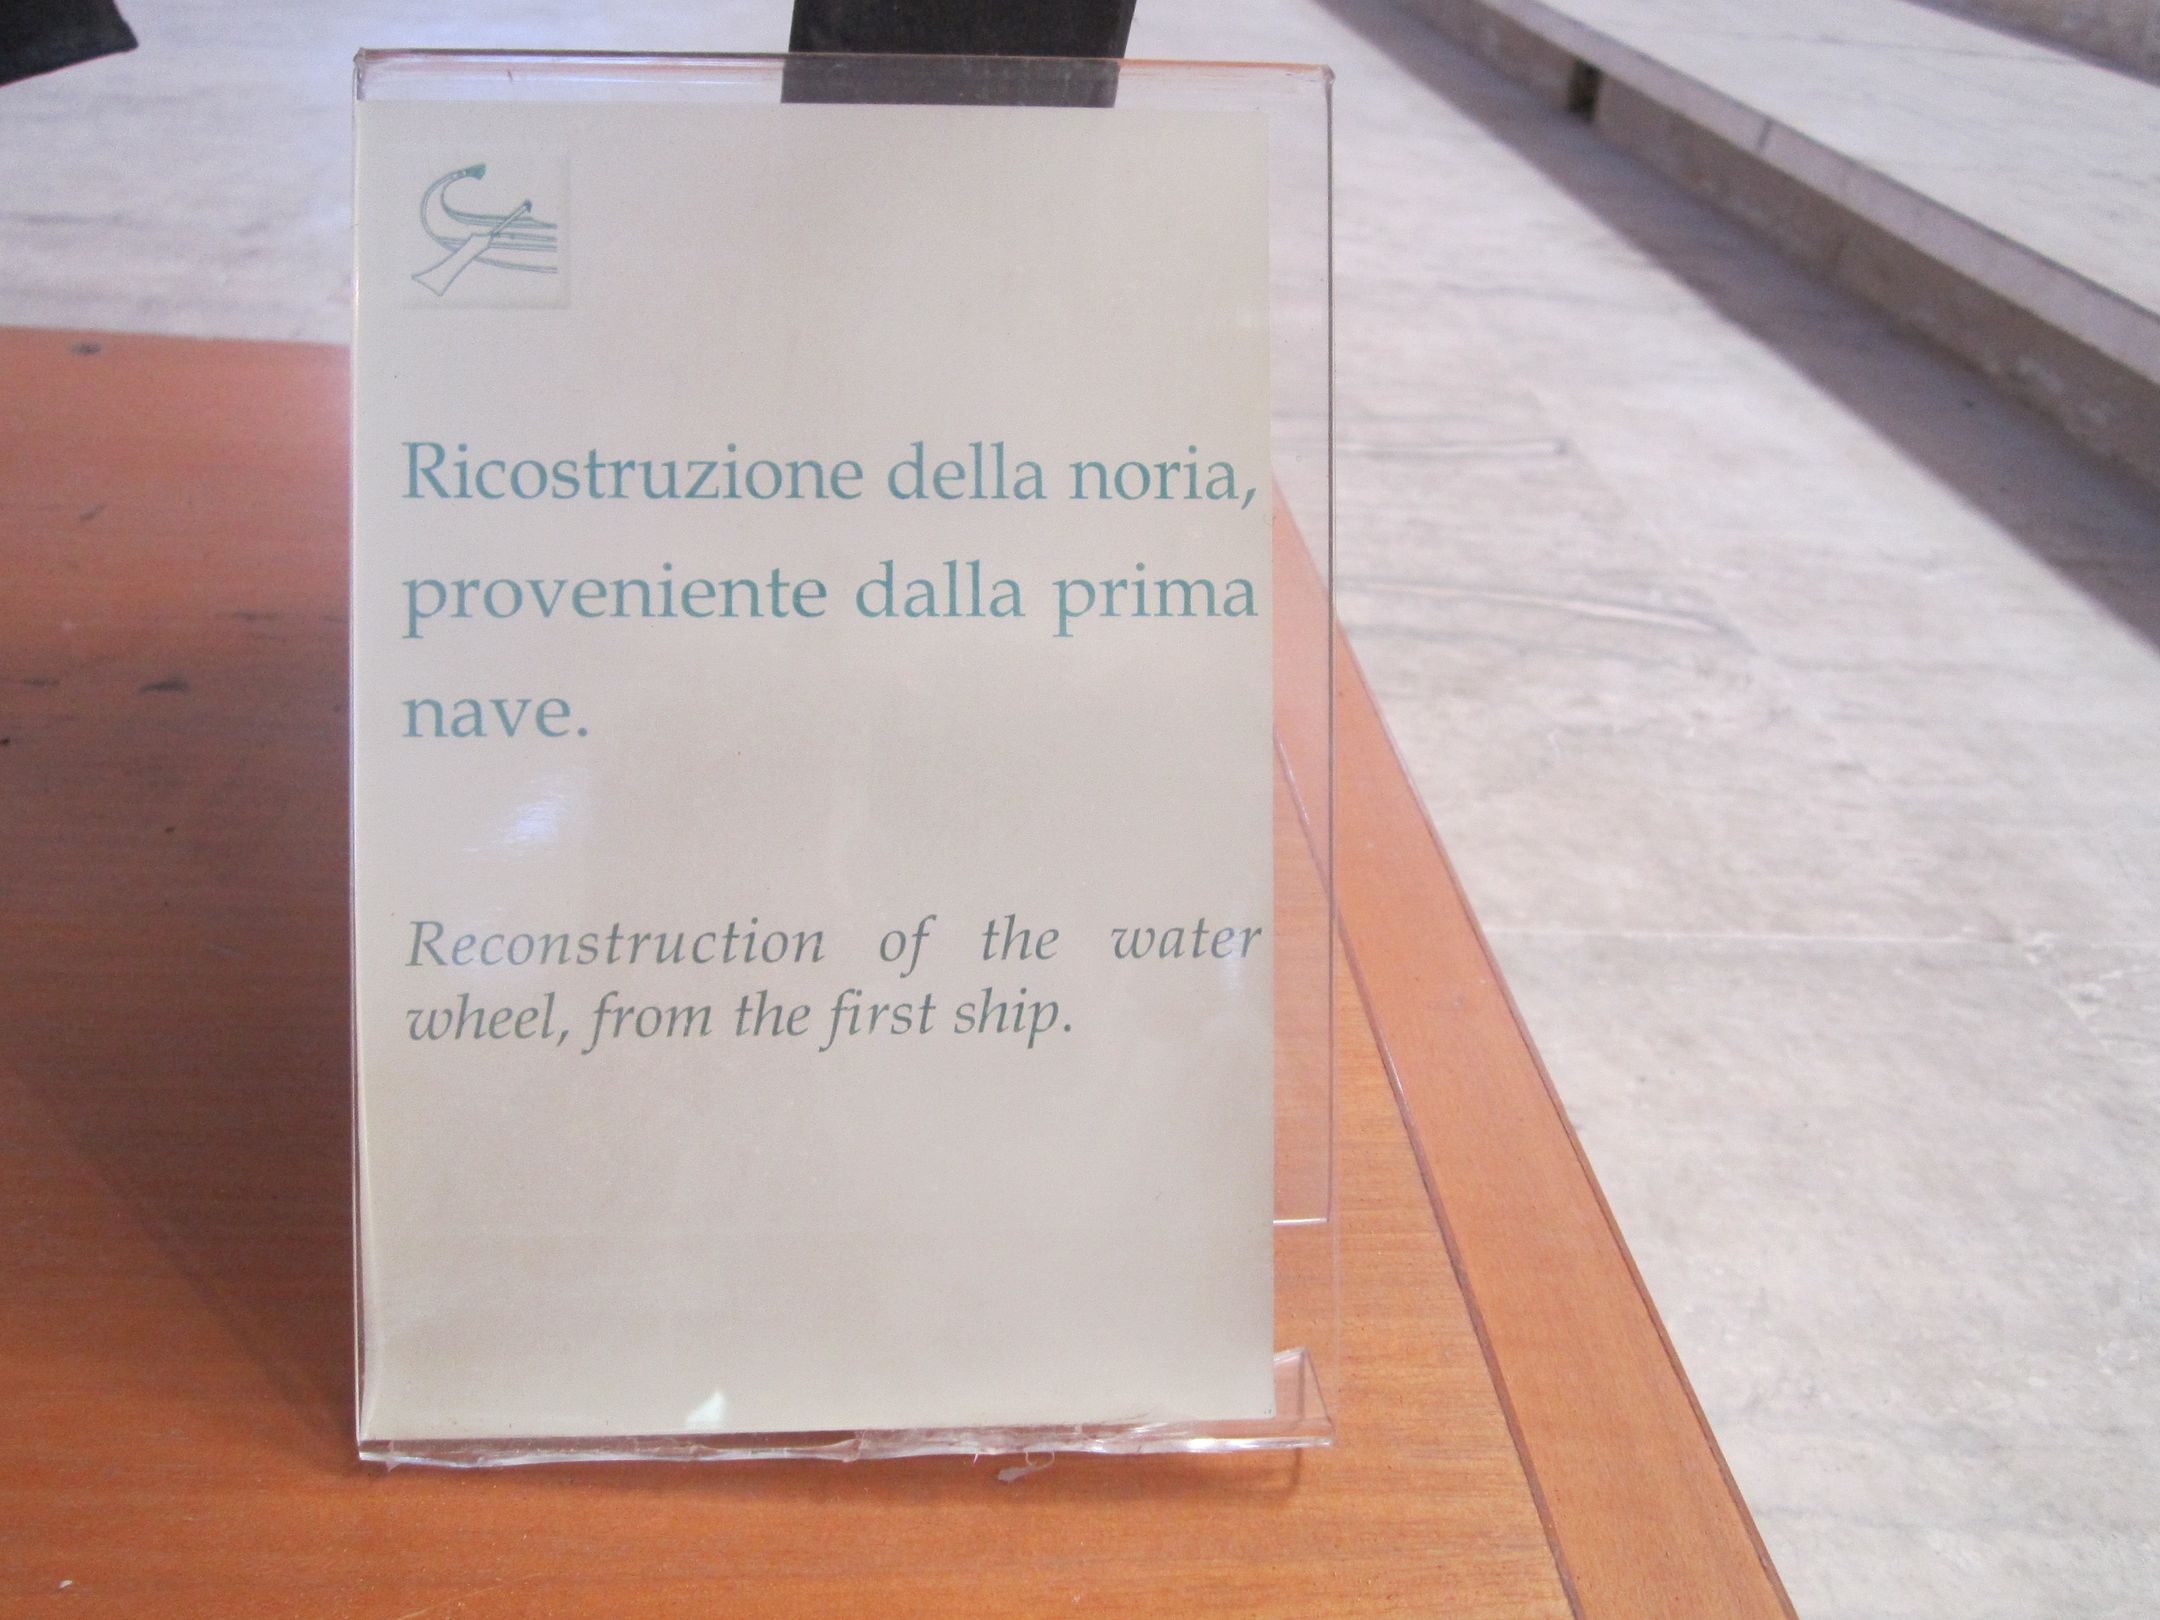 Ricostruzione della noria,
proveniente dalla prima
nave.
Reconstruction of the water
wheel, from the first ship.